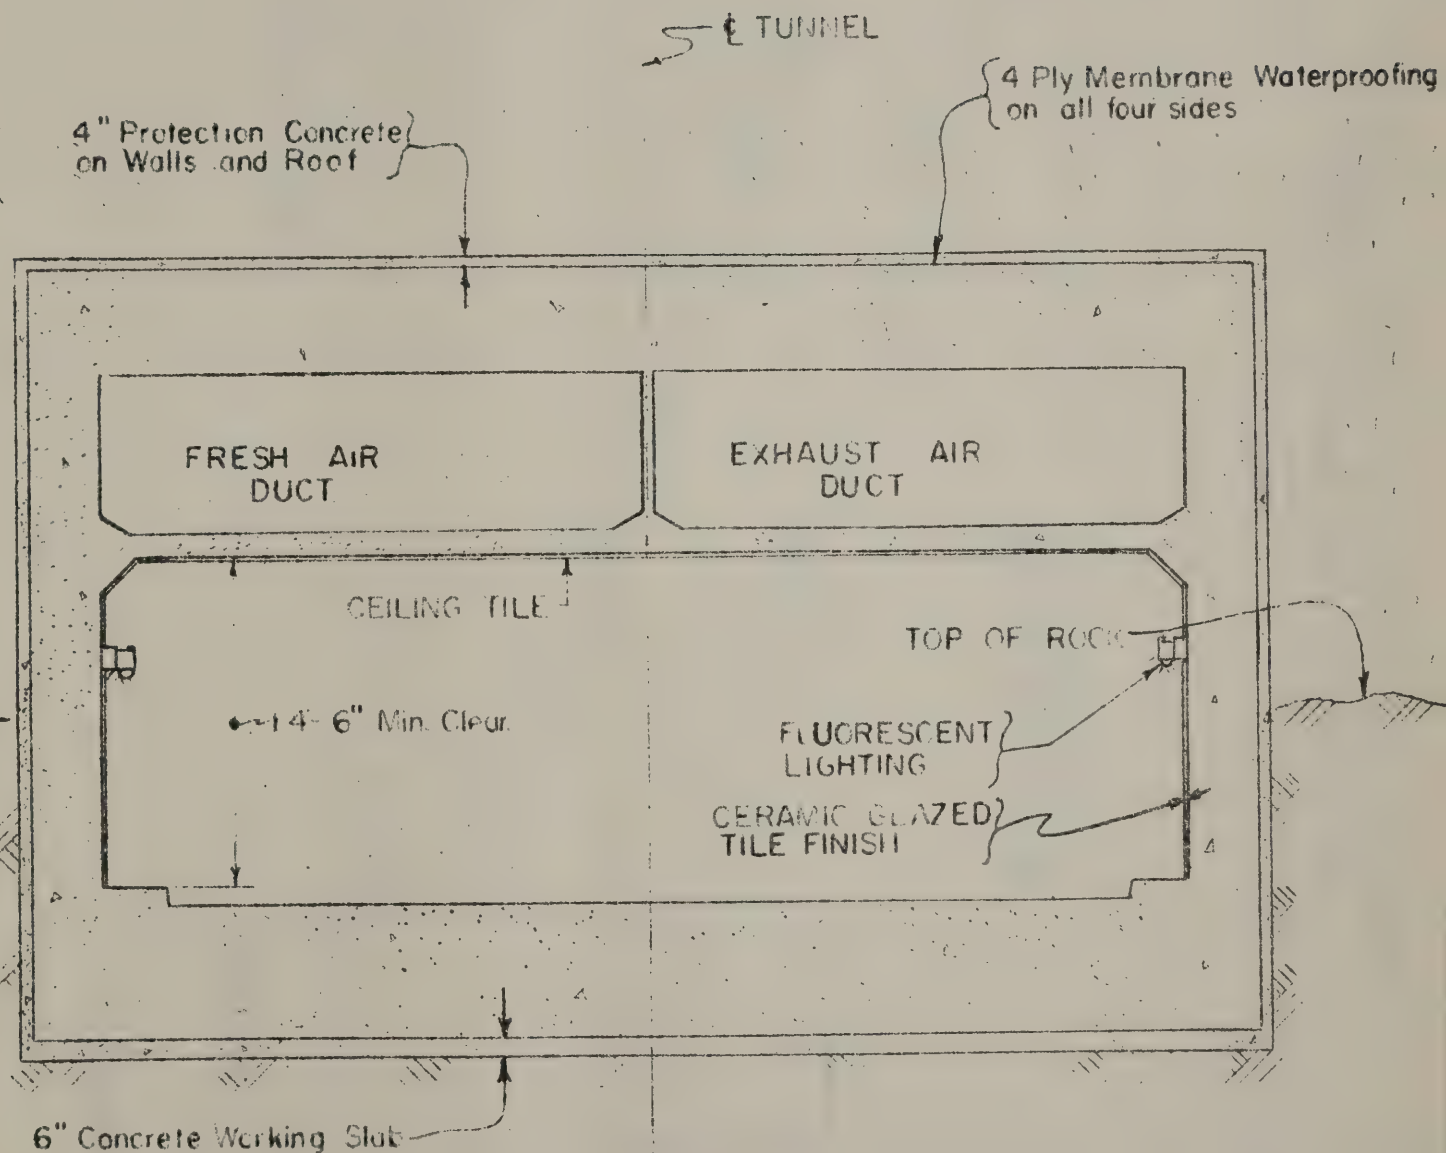 ℄ TUNNEL
4 Ply Membrane Waterproofing
on all four sides
4" Protection Concrete
on Walls and Roof
FRESH AIR
DUCT
EXHAUST AIR
DUCT
CEILING TILE
TOP OF ROCK
14'-6" Min. Clear.
FLUORESCENT
LIGHTING
CERAMIC GLAZED
TILE FINISH
6" Concrete Working Slab